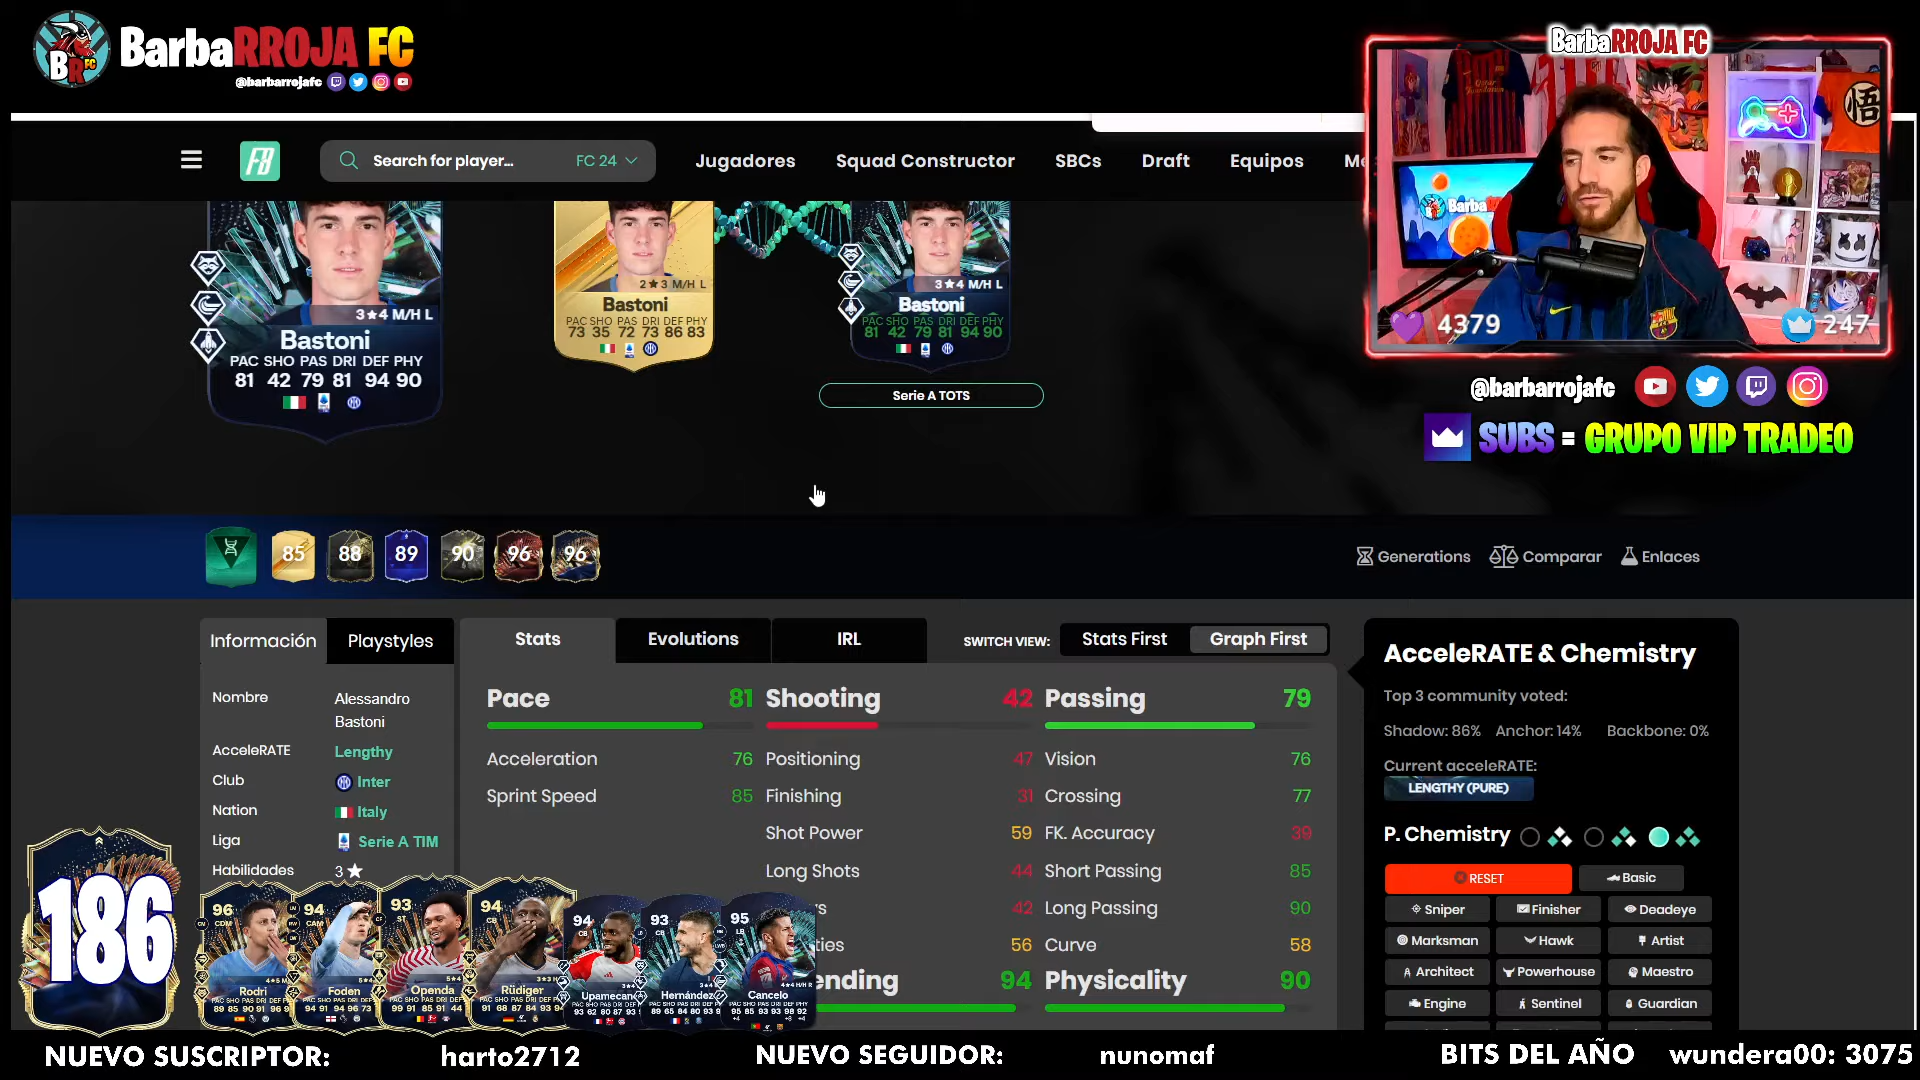 BarbaRROJA FC
@barbarrojafc
BarbaRROJA FC
Search for player...
FC 24
Jugadores
Squad Constructor
SBCs
Draft
Equipos
3★4 M/H L
Bastoni
PAC SHO PAS DRI DEF PHY
81 42 79 81 94 90
2★3 M/H L
Bastoni
PAC SHO PAS DRI DEF PHY
73 35 72 73 86 83
3★4 M/H L
Bastoni
PAC SHO PAS DRI DEF PHY
81 42 79 81 94 90
Serie A TOTS
4379
247
@barbarrojafc
SUBS = GRUPO VIP TRADEO
85 88 89 90 96 96
Generations
Comparar
Enlaces
Información
Playstyles
Stats
Evolutions
IRL
SWITCH VIEW:
Stats First
Graph First
Nombre Alessandro Bastoni
AcceleRATE Lengthy
Club Inter
Nation Italy
Liga Serie A TIM
Habilidades 3★
Pace 81
Acceleration 76
Sprint Speed 85
Shooting 42
Positioning 47
Finishing 31
Shot Power 59
Long Shots 44
42
56
94
Passing 79
Vision 76
Crossing 77
FK. Accuracy 39
Short Passing 85
Long Passing 90
Curve 58
Physicality 90
AcceleRATE & Chemistry
Top 3 community voted:
Shadow: 86% Anchor: 14% Backbone: 0%
Current acceleRATE:
LENGTHY (PURE)
P. Chemistry
RESET
Basic
Sniper
Finisher
Deadeye
Marksman
Hawk
Artist
Architect
Powerhouse
Maestro
Engine
Sentinel
Guardian
186
96 CDM Rodri
94 CAM Foden
93 ST Openda
94 CB Rüdiger
94 CB Upamecano
93 Hernández
95 LB Cancelo
NUEVO SUSCRIPTOR: harto2712
NUEVO SEGUIDOR: nunomaf
BITS DEL AÑO wundera00: 3075